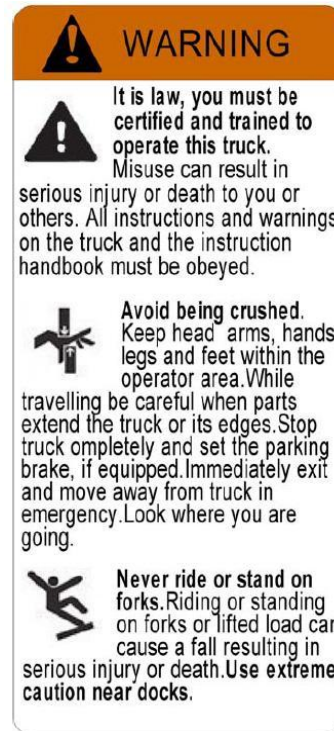 WARNING
It is law, you must be
certified and trained to
operate this truck.
Misuse can result in
serious injury or death to you or
others. All instructions and warnings
on the truck and the instruction
handbook must be obeyed.
Avoid being crushed.
Keep head arms, hands
legs and feet within the
operator area.While
travelling be careful when parts
extend the truck or its edges.Stop
truck ompletely and set the parking
brake, if equipped.Immediately exit
and move away from truck in
emergency.Look where you are
going.
Never ride or stand on
forks.Riding or standing
on forks or lifted load can
cause a fall resulting in
serious injury or death.Use extreme
caution near docks.